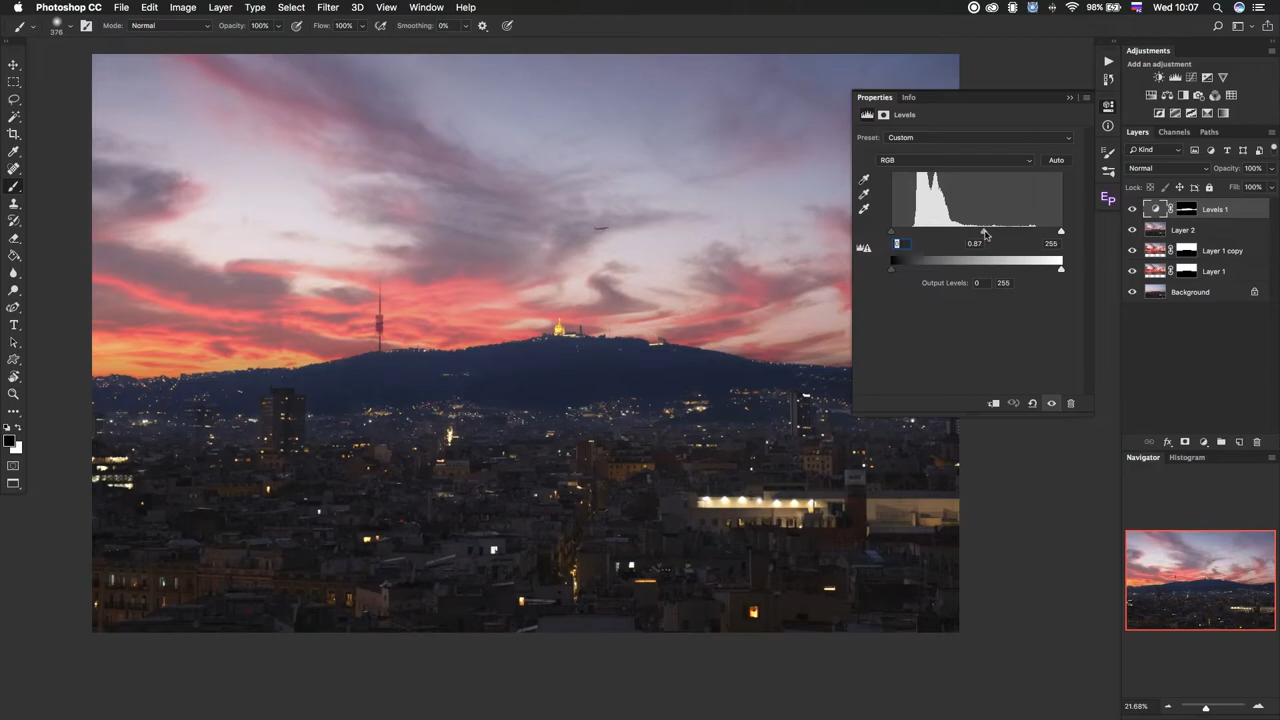 Photoshop CC File Edit Image Layer Type Select Filter 3D View Window Help 98% Wed 10:07
376 Mode: Normal Opacity: 100% Flow: 100% Smoothing: 0%
Adjustments
Add an adjustment
Properties Info
Levels
Preset: Custom
RGB Auto
0 0.87 255
Output Levels: 0 255
Layers Channels Paths
Kind
Normal Opacity: 100%
Lock: Fill: 100%
Levels 1
Layer 2
Layer 1 copy
Layer 1
Background
Ep
Navigator Histogram
21.68%